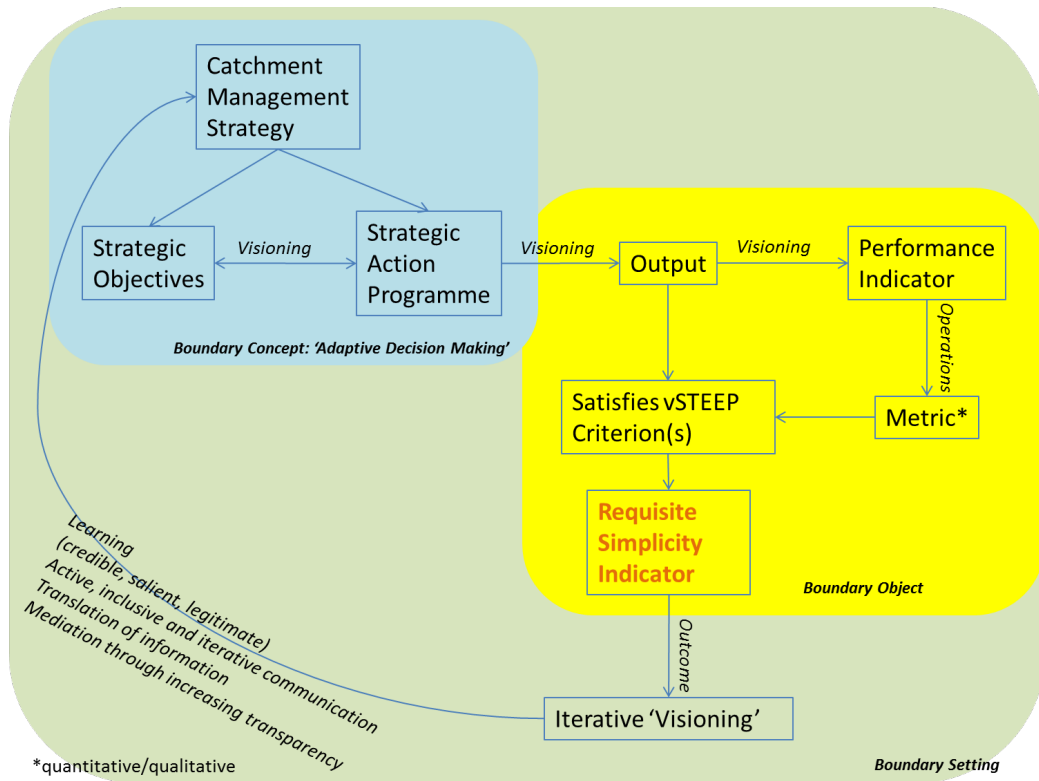 Catchment
Management
Strategy
Strategic
Objectives
Visioning
Strategic
Action
Programme
Visioning
Output
Visioning
Performance
Indicator
Boundary Concept: ‘Adaptive Decision Making’
Operations
Satisfies vSTEEP
Criterion(s)
Metric*
Requisite
Simplicity
Indicator
Boundary Object
Outcome
Learning
(credible, salient, legitimate)
Active, inclusive and iterative communication
Translation of information
Mediation through increasing transparency
Iterative ‘Visioning’
*quantitative/qualitative
Boundary Setting